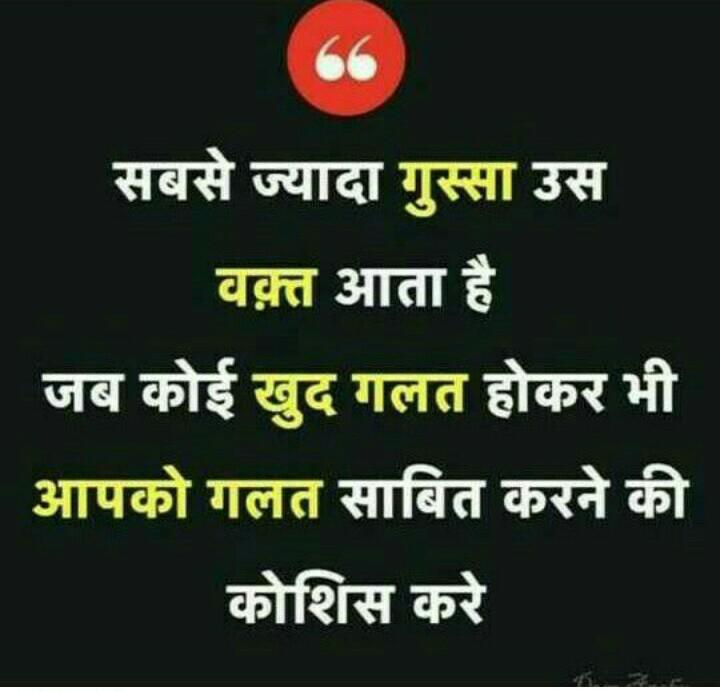 ❝
सबसे ज्यादा गुस्सा उस
वक़्त आता है
जब कोई खुद गलत होकर भी
आपको गलत साबित करने की
कोशिस करे